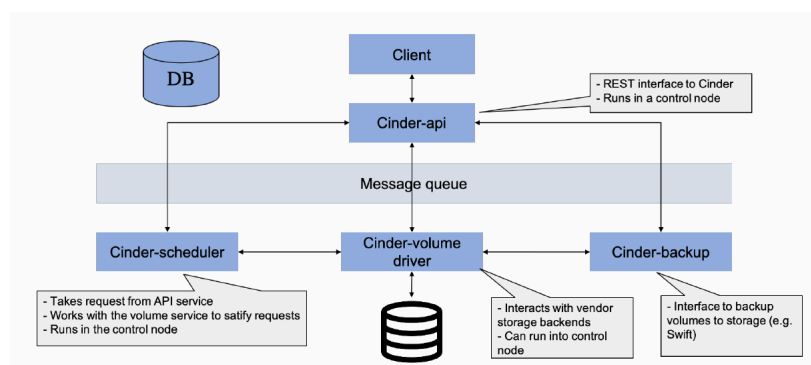 Client
DB
- REST interface to Cinder
- Runs in a control node
Cinder-api
Message queue
Cinder-scheduler
Cinder-volume
driver
Cinder-backup
- Takes request from API service
- Works with the volume service to satify requests
- Runs in the control node
- Interacts with vendor
storage backends
- Can run into control
node
- Interface to backup
volumes to storage (e.g.
Swift)